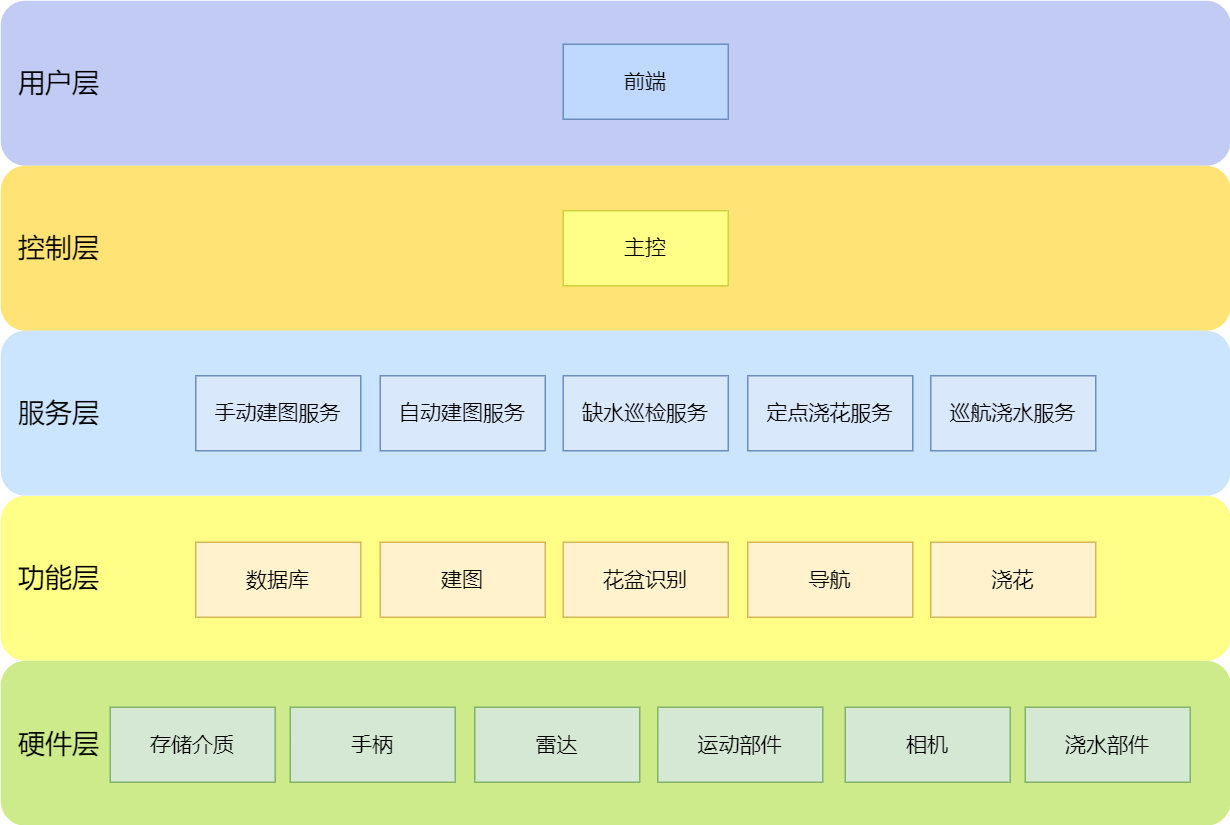 用户层
前端
控制层
主控
服务层
手动建图服务
自动建图服务
缺水巡检服务
定点浇花服务
巡航浇水服务
功能层
数据库
建图
花盆识别
导航
浇花
硬件层
存储介质
手柄
雷达
运动部件
相机
浇水部件